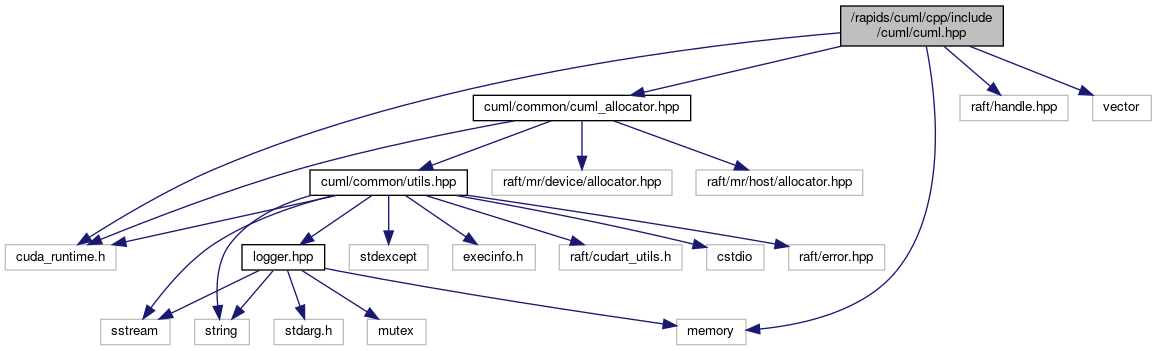 /rapids/cuml/cpp/include
/cuml/cuml.hpp
cuml/common/cuml_allocator.hpp
raft/handle.hpp
vector
cuml/common/utils.hpp
raft/mr/device/allocator.hpp
raft/mr/host/allocator.hpp
cuda_runtime.h
logger.hpp
stdexcept
execinfo.h
raft/cudart_utils.h
cstdio
raft/error.hpp
sstream
string
stdarg.h
mutex
memory